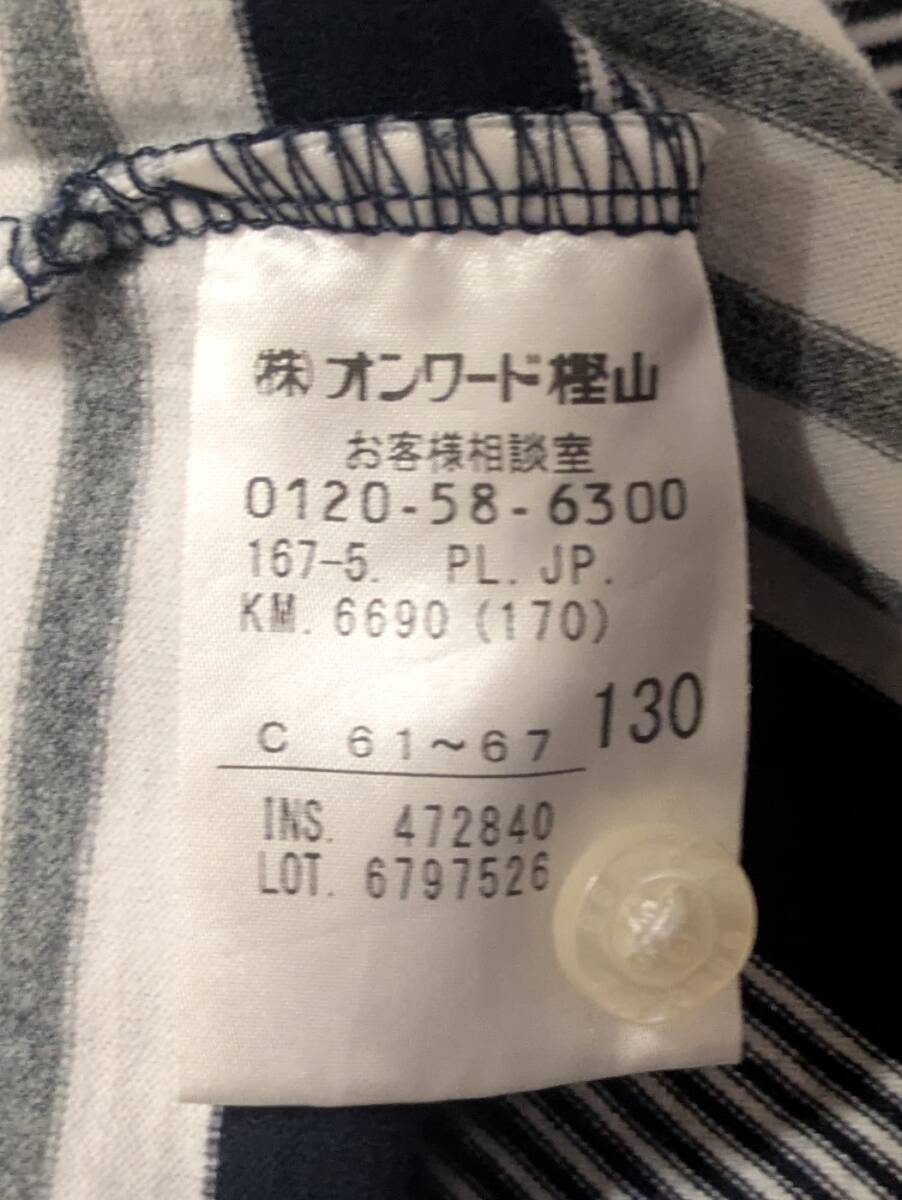 ㈱オンワード樫山
お客様相談室
0120-58-6300
167-5. PL. JP.
KM. 6690 (170)
C 61~67 130
INS. 472840
LOT. 6797526